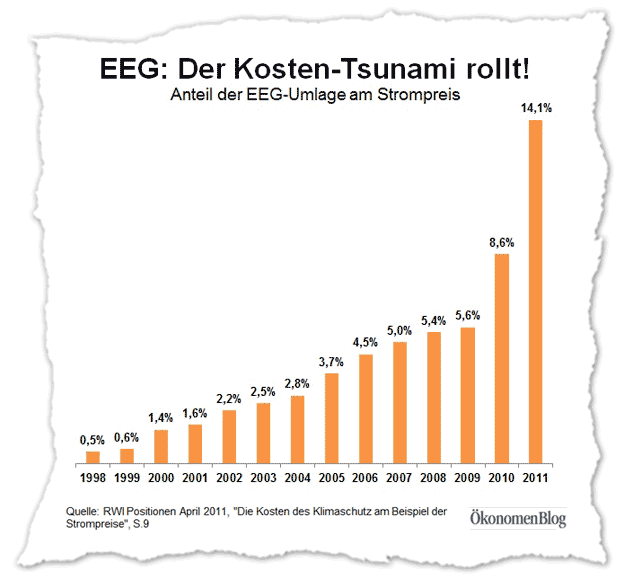 EEG: Der Kosten-Tsunami rollt!
Anteil der EEG-Umlage am Strompreis
14,1%
8,6%
5,6%
5,4%
5,0%
4,5%
3,7%
2,8%
2,5%
2,2%
1,6%
1,4%
0,6%
0,5%
1998 1999 2000 2001 2002 2003 2004 2005 2006 2007 2008 2009 2010 2011
Quelle: RWI Positionen April 2011, "Die Kosten des Klimaschutz am Beispiel der
Strompreise", S.9
ÖkonomenBlog